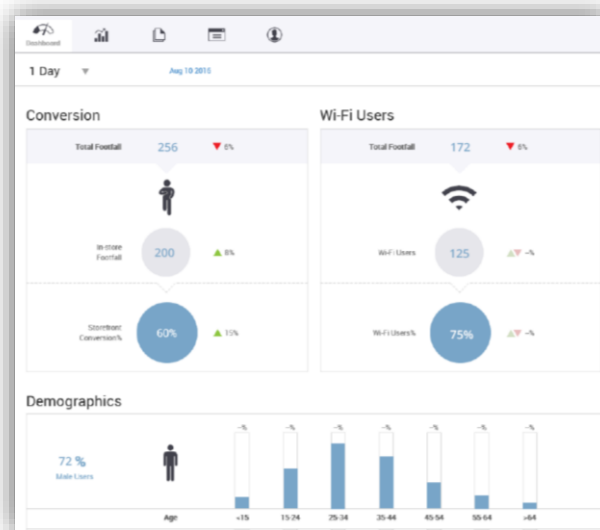 Dashboard
1 Day
Aug 10 2015
Conversion
Total Footfall 256 6%
In-store
Footfall
200 8%
Storefront
Conversion%
60% 15%
Wi-Fi Users
Total Footfall 172 6%
Wi-Fi Users 125 --%
Wi-Fi Users% 75% --%
Demographics
72 %
Male Users
Age <15 15-24 25-34 35-44 45-54 55-64 >64